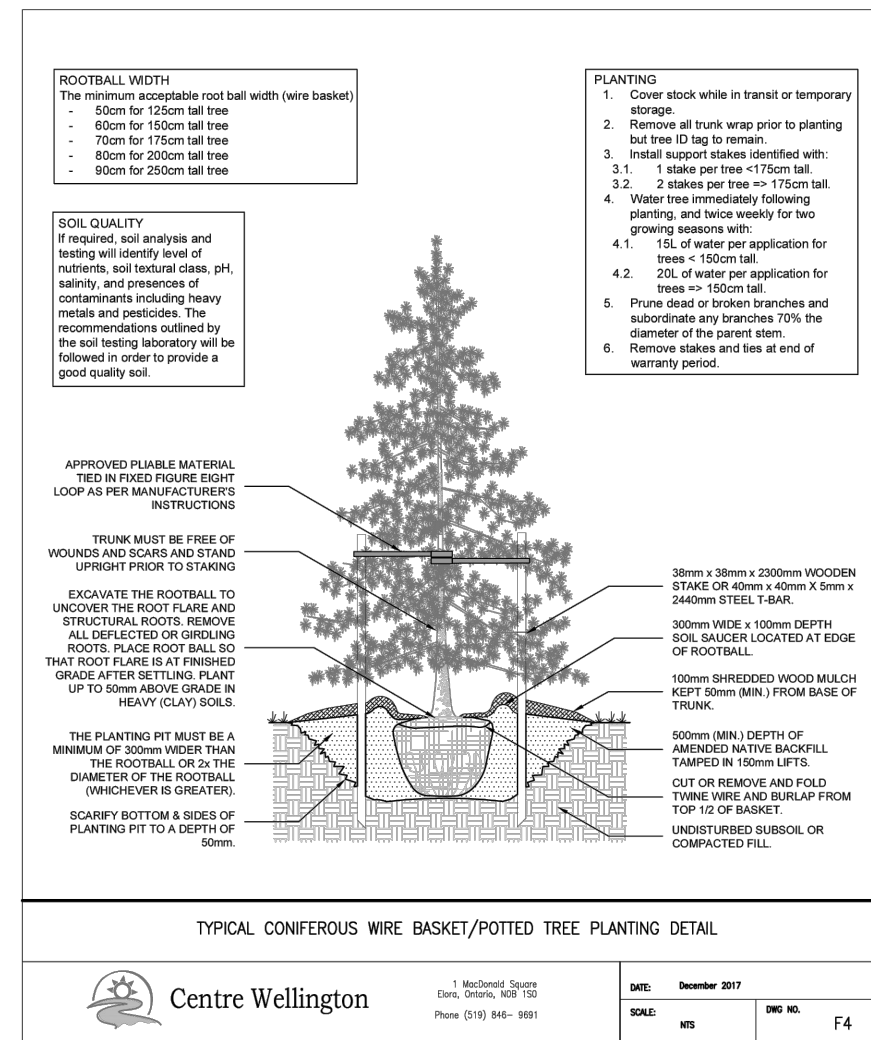 ROOTBALL WIDTH
The minimum acceptable root ball width (wire basket)
- 50cm for 125cm tall tree
- 60cm for 150cm tall tree
- 70cm for 175cm tall tree
- 80cm for 200cm tall tree
- 90cm for 250cm tall tree
SOIL QUALITY
If required, soil analysis and
testing will identify level of
nutrients, soil textural class, pH,
salinity, and presences of
contaminants including heavy
metals and pesticides. The
recommendations outlined by
the soil testing laboratory will be
followed in order to provide a
good quality soil.
PLANTING
1. Cover stock while in transit or temporary
storage.
2. Remove all trunk wrap prior to planting
but tree ID tag to remain.
3. Install support stakes identified with:
3.1. 1 stake per tree <175cm tall.
3.2. 2 stakes per tree => 175cm tall.
4. Water tree immediately following
planting, and twice weekly for two
growing seasons with:
4.1. 15L of water per application for
trees < 150cm tall.
4.2. 20L of water per application for
trees => 150cm tall.
5. Prune dead or broken branches and
subordinate any branches 70% the
diameter of the parent stem.
6. Remove stakes and ties at end of
warranty period.
APPROVED PLIABLE MATERIAL
TIED IN FIXED FIGURE EIGHT
LOOP AS PER MANUFACTURER'S
INSTRUCTIONS
TRUNK MUST BE FREE OF
WOUNDS AND SCARS AND STAND
UPRIGHT PRIOR TO STAKING
EXCAVATE THE ROOTBALL TO
UNCOVER THE ROOT FLARE AND
STRUCTURAL ROOTS. REMOVE
ALL DEFLECTED OR GIRDLING
ROOTS. PLACE ROOT BALL SO
THAT ROOT FLARE IS AT FINISHED
GRADE AFTER SETTLING. PLANT
UP TO 50mm ABOVE GRADE IN
HEAVY (CLAY) SOILS.
THE PLANTING PIT MUST BE A
MINIMUM OF 300mm WIDER THAN
THE ROOTBALL OR 2x THE
DIAMETER OF THE ROOTBALL
(WHICHEVER IS GREATER).
SCARIFY BOTTOM & SIDES OF
PLANTING PIT TO A DEPTH OF
50mm.
38mm x 38mm x 2300mm WOODEN
STAKE OR 40mm x 40mm X 5mm x
2440mm STEEL T-BAR.
300mm WIDE x 100mm DEPTH
SOIL SAUCER LOCATED AT EDGE
OF ROOTBALL.
100mm SHREDDED WOOD MULCH
KEPT 50mm (MIN.) FROM BASE OF
TRUNK.
500mm (MIN.) DEPTH OF
AMENDED NATIVE BACKFILL
TAMPED IN 150mm LIFTS.
CUT OR REMOVE AND FOLD
TWINE WIRE AND BURLAP FROM
TOP 1/2 OF BASKET.
UNDISTURBED SUBSOIL OR
COMPACTED FILL.
TYPICAL CONIFEROUS WIRE BASKET/POTTED TREE PLANTING DETAIL
Centre Wellington
1 MacDonald Square
Elora, Ontario, N0B 1S0
Phone (519) 846- 9691
DATE: December 2017
SCALE: NTS
DWG NO. F4